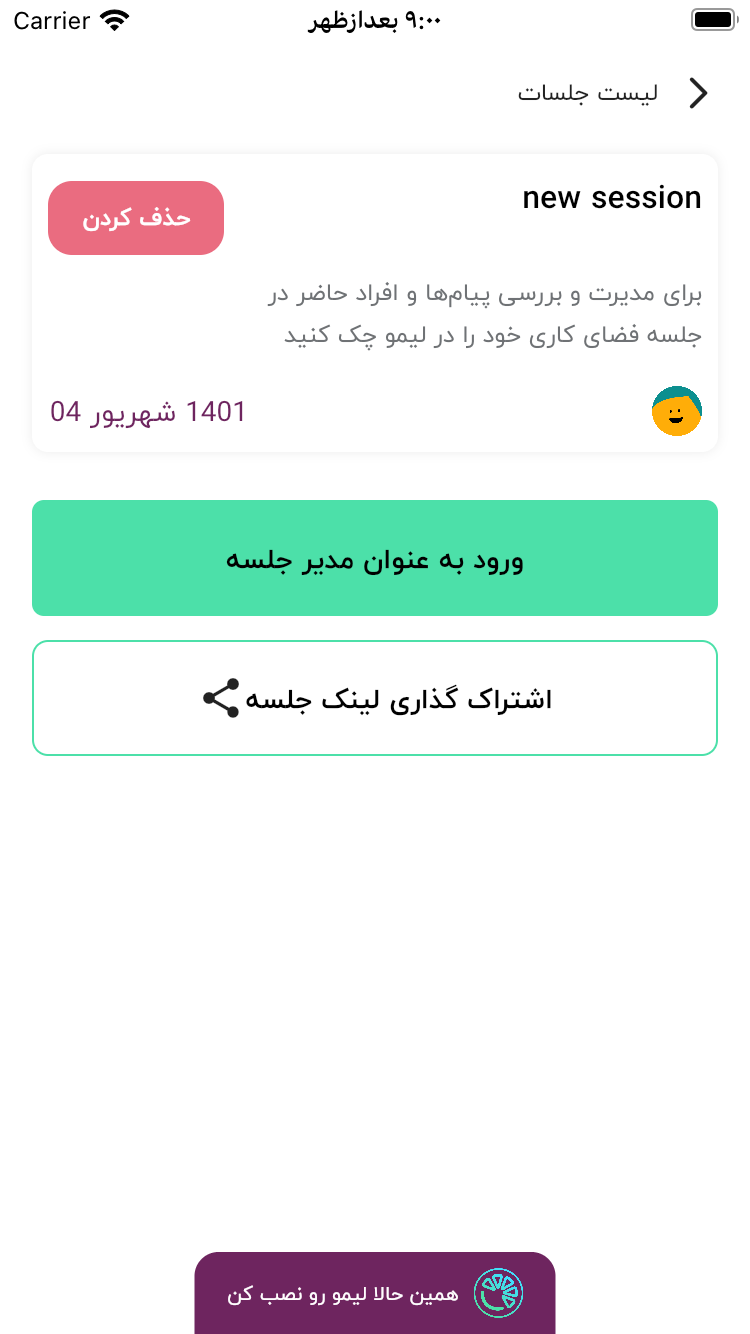 Carrier
۹:۰۰ بعدازظهر
لیست جلسات
new session
حذف کردن
برای مدیرت و بررسی پیام‌ها و افراد حاضر در
جلسه فضای کاری خود را در لیمو چک کنید
04 شهریور 1401
ورود به عنوان مدیر جلسه
اشتراک گذاری لینک جلسه
همین حالا لیمو رو نصب کن